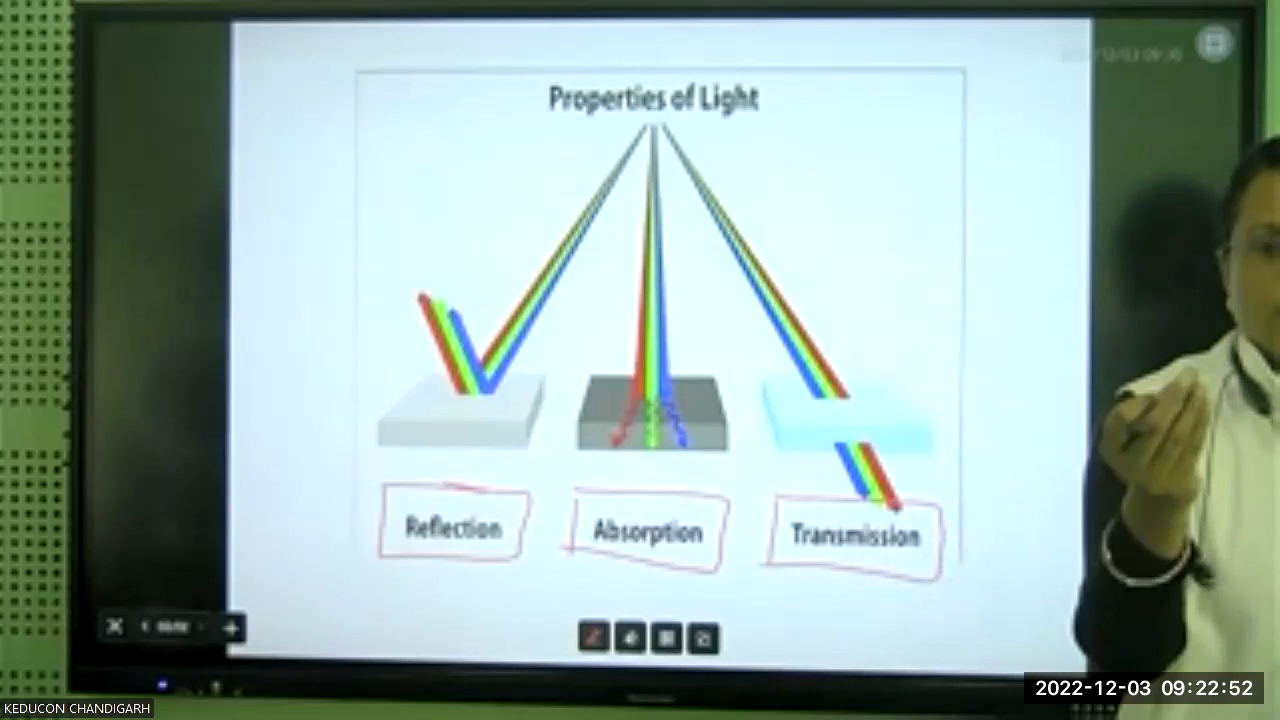 Properties of Light
Reflection
Absorption
Transmission
2022-12-03 09:22:52
KEDUCON CHANDIGARH